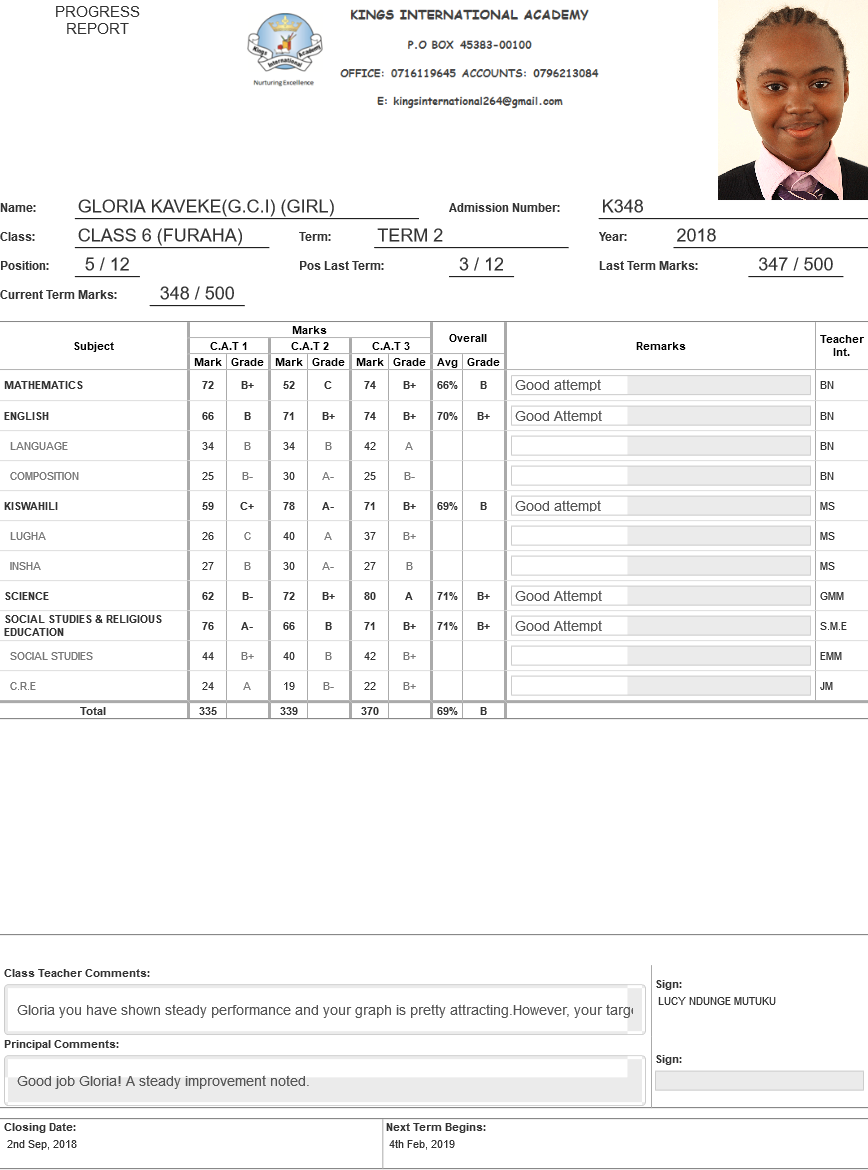 PROGRESS
REPORT
KINGS INTERNATIONAL ACADEMY
P.O BOX 45383-00100
OFFICE: 0716119645 ACCOUNTS: 0796213084
E: kingsinternational264@gmail.com
Kings International Academy
Nurturing Excellence
Name: GLORIA KAVEKE(G.C.I) (GIRL) Admission Number: K348
Class: CLASS 6 (FURAHA) Term: TERM 2 Year: 2018
Position: 5 / 12 Pos Last Term: 3 / 12 Last Term Marks: 347 / 500
Current Term Marks: 348 / 500
Subject Marks Overall Remarks Teacher Int.
C.A.T 1 C.A.T 2 C.A.T 3
Mark Grade Mark Grade Mark Grade Avg Grade
MATHEMATICS 72 B+ 52 C 74 B+ 66% B Good attempt BN
ENGLISH 66 B 71 B+ 74 B+ 70% B+ Good Attempt BN
LANGUAGE 34 B 34 B 42 A BN
COMPOSITION 25 B- 30 A- 25 B- BN
KISWAHILI 59 C+ 78 A- 71 B+ 69% B Good attempt MS
LUGHA 26 C 40 A 37 B+ MS
INSHA 27 B 30 A- 27 B MS
SCIENCE 62 B- 72 B+ 80 A 71% B+ Good Attempt GMM
SOCIAL STUDIES & RELIGIOUS
EDUCATION 76 A- 66 B 71 B+ 71% B+ Good Attempt S.M.E
SOCIAL STUDIES 44 B+ 40 B 42 B+ EMM
C.R.E 24 A 19 B- 22 B+ JM
Total 335 339 370 69% B
Class Teacher Comments:
Gloria you have shown steady performance and your graph is pretty attracting.However, your targe
Sign:
LUCY NDUNGE MUTUKU
Principal Comments:
Good job Gloria! A steady improvement noted.
Sign:
Closing Date: Next Term Begins:
2nd Sep, 2018 4th Feb, 2019